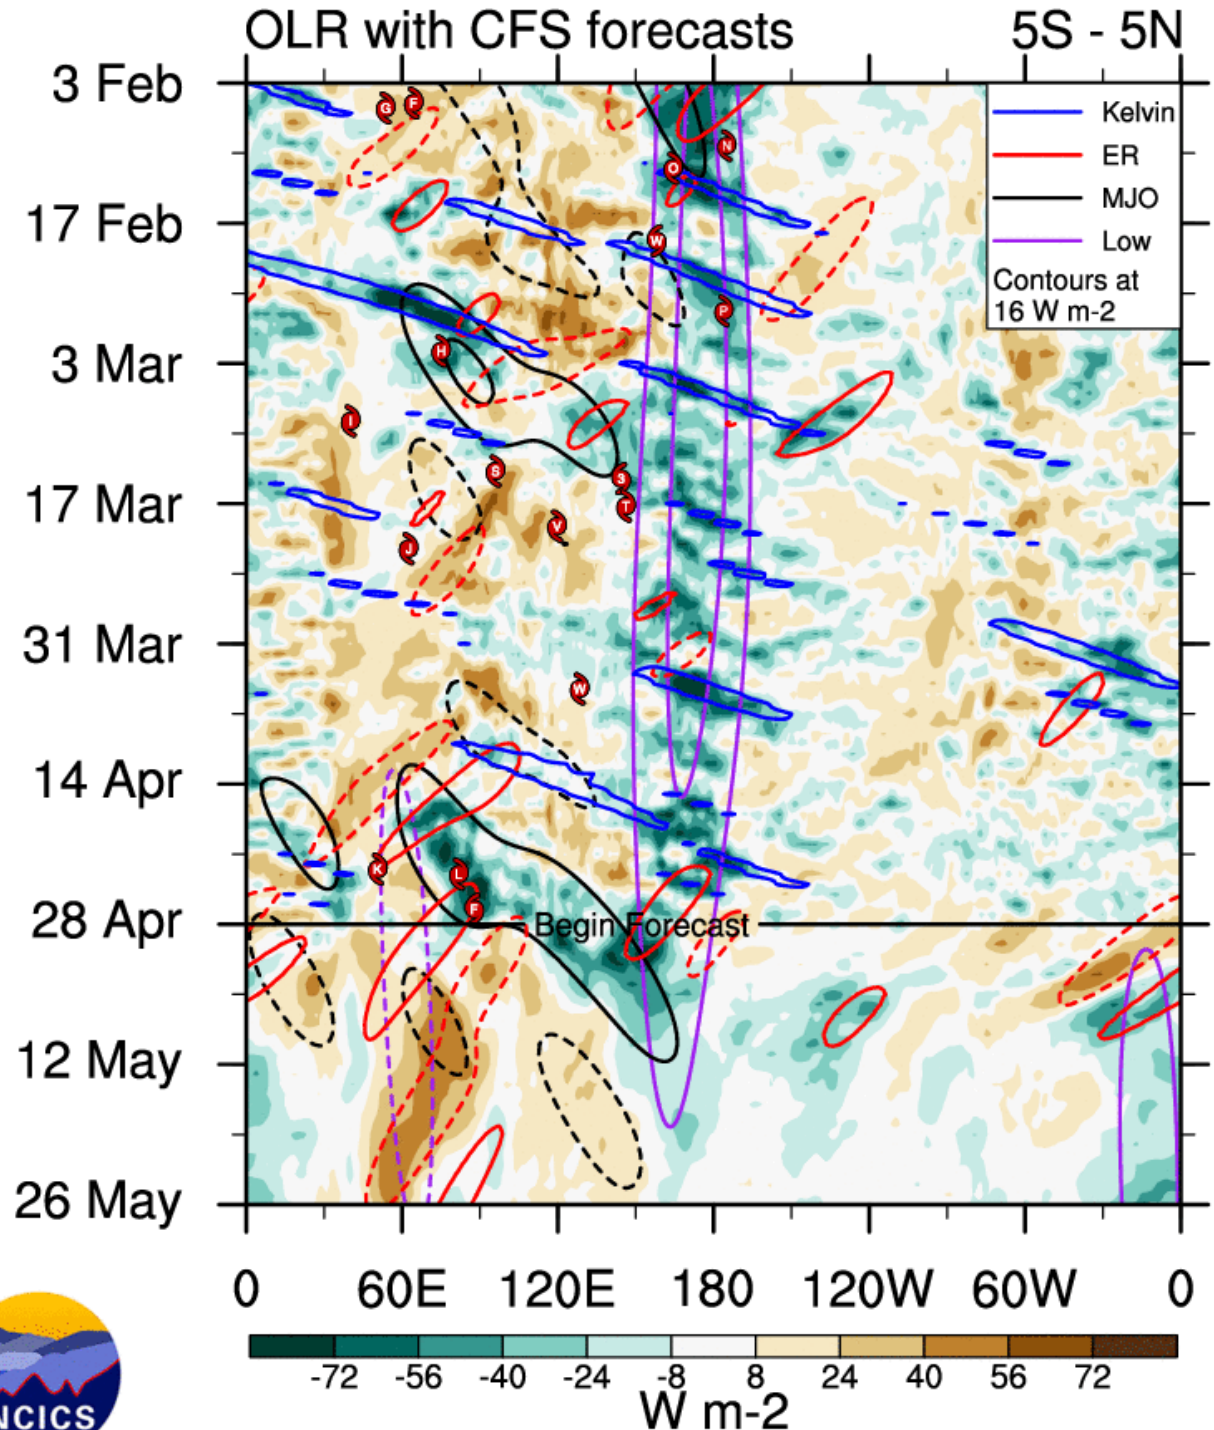 OLR with CFS forecasts 5S - 5N
3 Feb
17 Feb
3 Mar
17 Mar
31 Mar
14 Apr
28 Apr
12 May
26 May
Kelvin
ER
MJO
Low
Contours at
16 W m-2
G F
N
O
W
P
H
I
S
3
T
V
J
W
K
L
F
Begin Forecast
0 60E 120E 180 120W 60W 0
-72 -56 -40 -24 -8 8 24 40 56 72
W m-2
NCICS